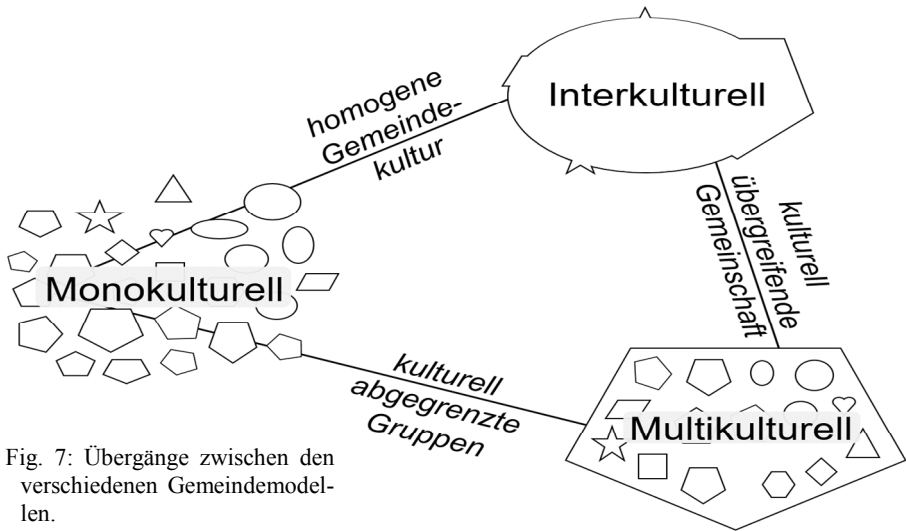 homogene
Gemeinde-
kultur
Interkulturell
kulturell
übergreifende
Gemeinschaft
Monokulturell
kulturell
abgegrenzte
Gruppen
Multikulturell
Fig. 7: Übergänge zwischen den
verschiedenen Gemeindemodel-
len.